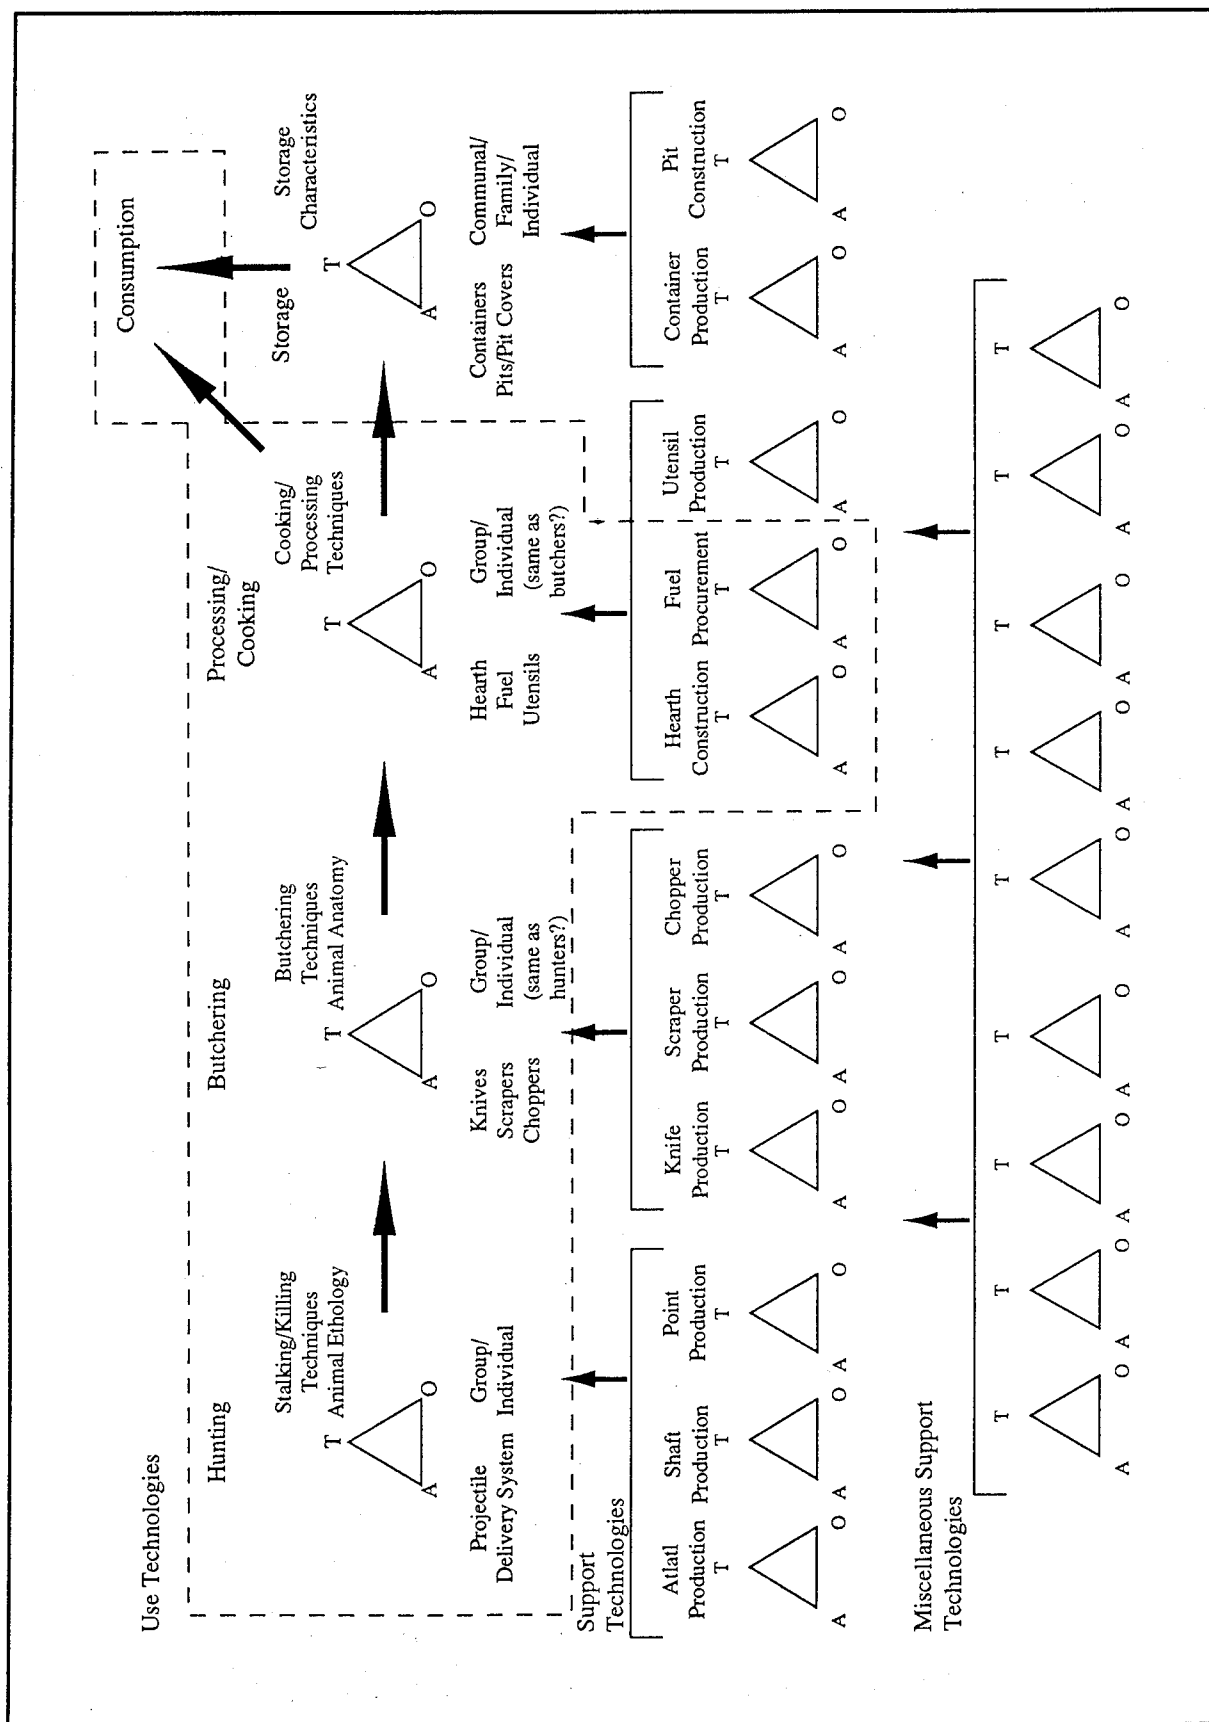 Use Technologies
Consumption
Hunting
Butchering
Processing/
Cooking
Storage
Stalking/Killing
Techniques
Animal Ethology
Butchering
Techniques
Animal Anatomy
Cooking/
Processing
Techniques
Storage
Characteristics
T
T
T
T
A
O
A
O
A
O
A
O
Projectile
Delivery System
Group/
Individual
Knives
Scrapers
Choppers
Group/
Individual
(same as
hunters?)
Hearth
Fuel
Utensils
Group/
Individual
(same as
butchers?)
Containers
Pits/Pit Covers
Communal/
Family/
Individual
Support
Technologies
Atlatl
Production
Shaft
Production
Point
Production
Knife
Production
Scraper
Production
Chopper
Production
Hearth
Construction
Fuel
Procurement
Utensil
Production
Container
Production
Pit
Construction
T
T
T
T
T
T
T
T
T
T
T
A
O
A
O
A
O
A
O
A
O
A
O
A
O
A
O
A
O
A
O
A
O
Miscellaneous Support
Technologies
T
T
T
T
T
T
T
T
T
A
O
A
O
A
O
A
O
A
O
A
O
A
O
A
O
A
O